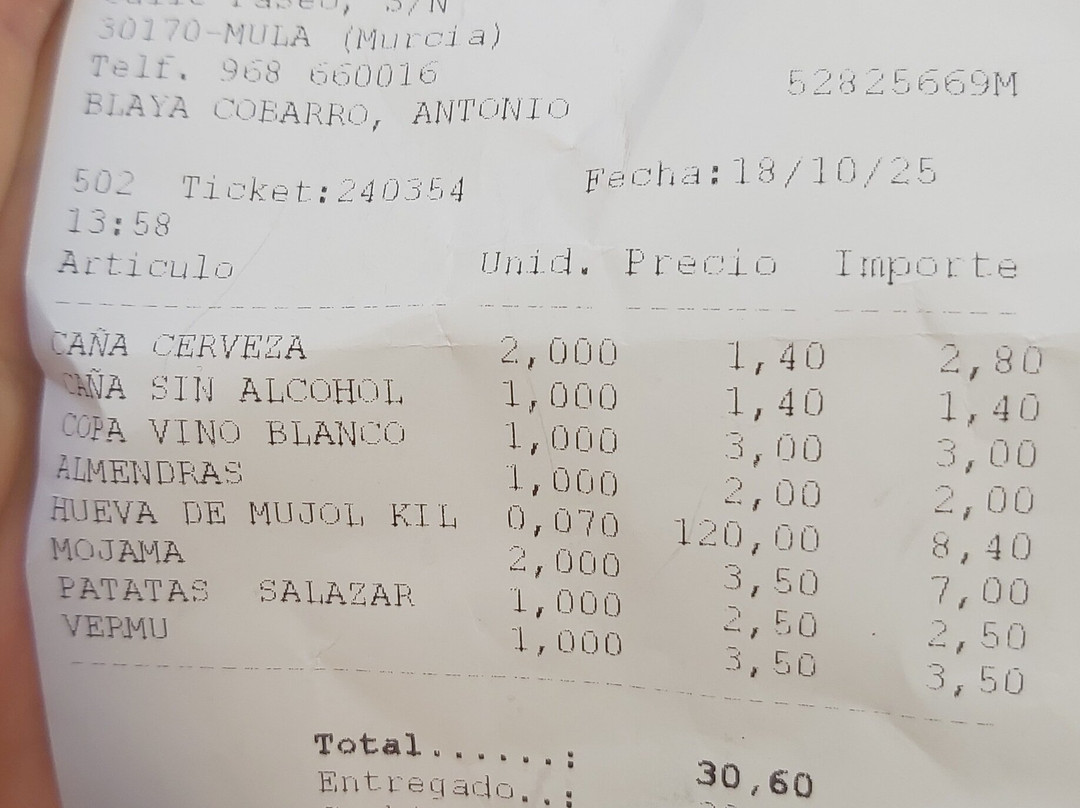 Paseo, S/N
30170-MULA (Murcia)
Telf. 968 660016
52825669M
BLAYA COBARRO, ANTONIO
502 Ticket:240354 Fecha:18/10/25
13:58
Articulo Unid. Precio Importe
CAÑA CERVEZA 2,000 1,40 2,80
CAÑA SIN ALCOHOL 1,000 1,40 1,40
COPA VINO BLANCO 1,000 3,00 3,00
ALMENDRAS 1,000 2,00 2,00
HUEVA DE MUJOL KIL 0,070 120,00 8,40
MOJAMA 2,000 3,50 7,00
PATATAS SALAZAR 1,000 2,50 2,50
VERMU 1,000 3,50 3,50
Total......: 30,60
Entregado..: